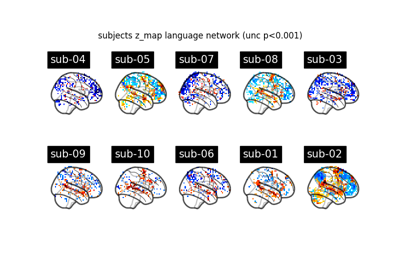 subjects z_map language network (unc p<0.001)
sub-04 sub-05 sub-07 sub-08 sub-03
sub-09 sub-10 sub-06 sub-01 sub-02